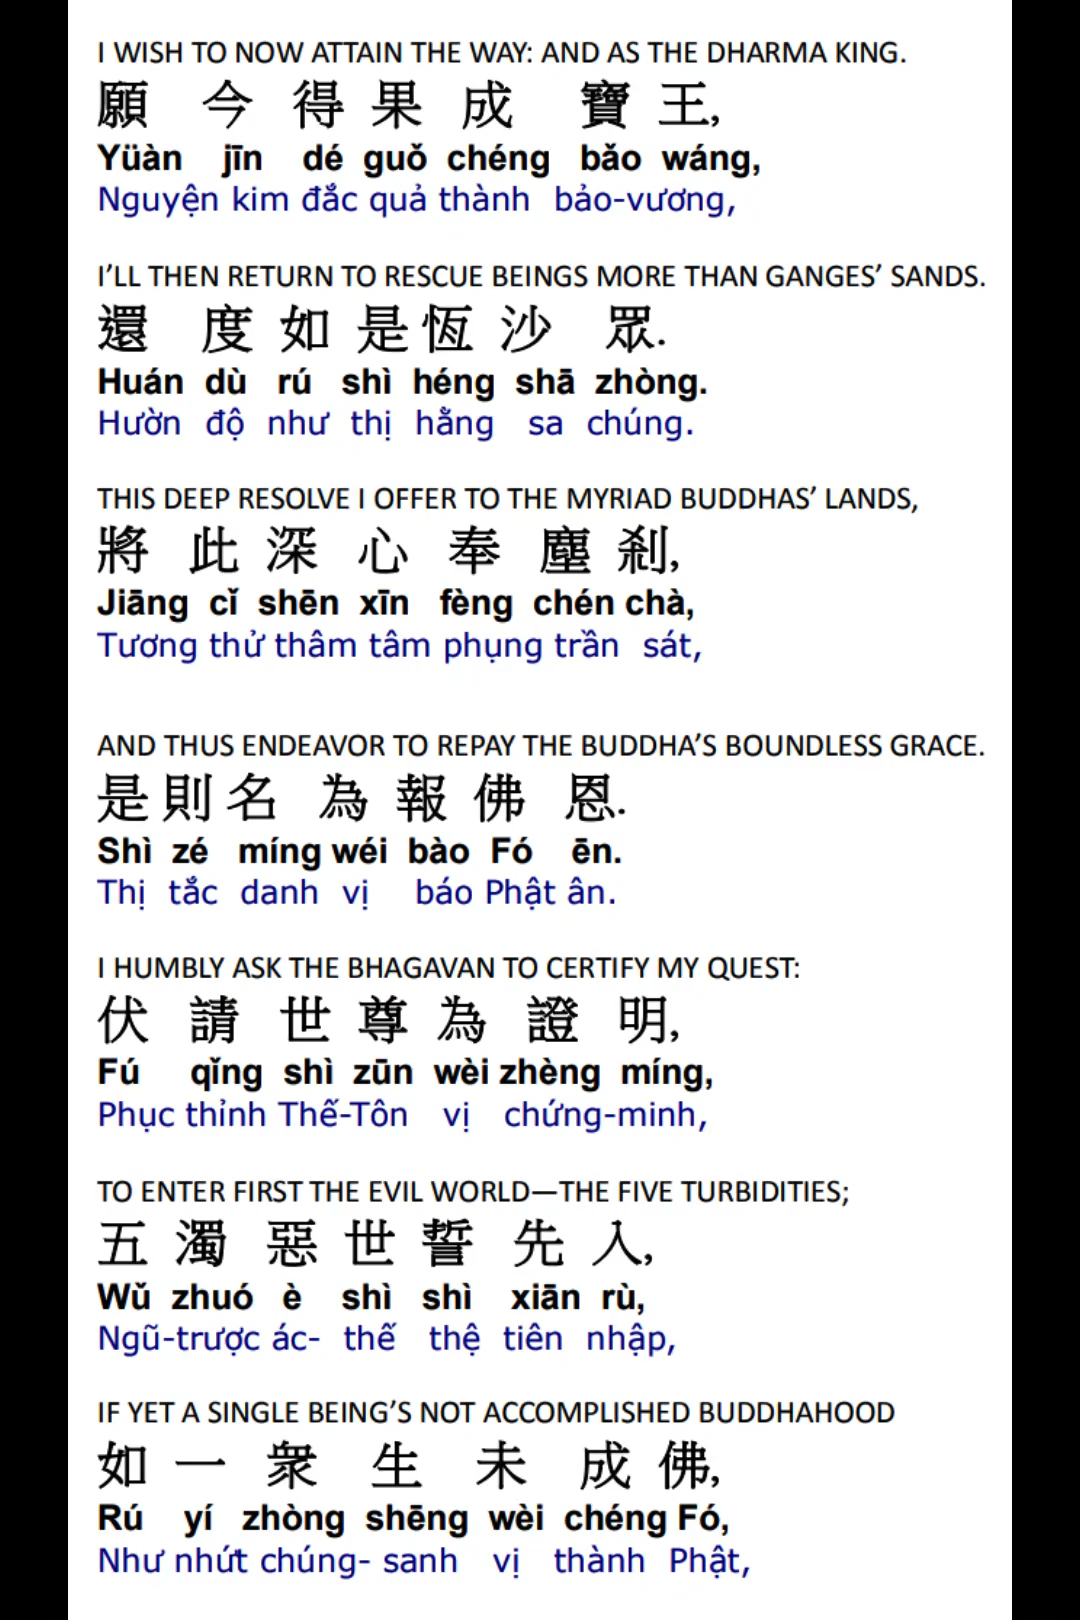 I WISH TO NOW ATTAIN THE WAY: AND AS THE DHARMA KING.
願 今 得 果 成 寶 王,
Yüàn jīn dé guǒ chéng bǎo wáng,
Nguyện kim đắc quả thành bảo-vương,
I’LL THEN RETURN TO RESCUE BEINGS MORE THAN GANGES’ SANDS.
還 度 如 是 恆 沙 眾.
Huán dù rú shì héng shā zhòng.
Hườn độ như thị hằng sa chúng.
THIS DEEP RESOLVE I OFFER TO THE MYRIAD BUDDHAS’ LANDS,
將 此 深 心 奉 塵 剎,
Jiāng cǐ shēn xīn fèng chén chà,
Tương thử thâm tâm phụng trần sát,
AND THUS ENDEAVOR TO REPAY THE BUDDHA’S BOUNDLESS GRACE.
是 則 名 為 報 佛 恩.
Shì zé míng wéi bào Fó ēn.
Thị tắc danh vị báo Phật ân.
I HUMBLY ASK THE BHAGAVAN TO CERTIFY MY QUEST:
伏 請 世 尊 為 證 明,
Fú qǐng shì zūn wèi zhèng míng,
Phục thỉnh Thế-Tôn vị chứng-minh,
TO ENTER FIRST THE EVIL WORLD—THE FIVE TURBIDITIES;
五 濁 惡 世 誓 先 入,
Wǔ zhuó è shì shì xiān rù,
Ngũ-trược ác- thế thệ tiên nhập,
IF YET A SINGLE BEING’S NOT ACCOMPLISHED BUDDHAHOOD
如 一 衆 生 未 成 佛,
Rú yí zhòng shēng wèi chéng Fó,
Như nhứt chúng- sanh vị thành Phật,